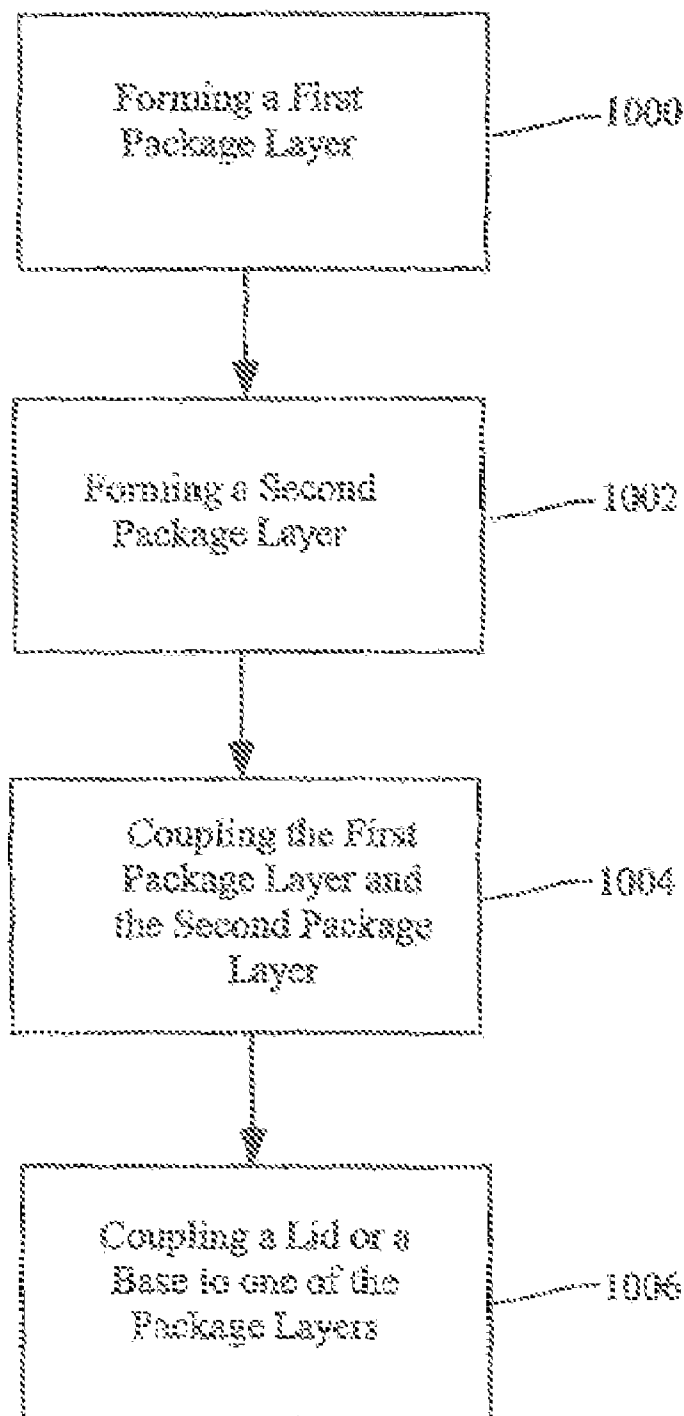 Forming a First
Package Layer
1000
Forming a Second
Package Layer
1002
Coupling the First
Package Layer and
the Second Package
Layer
1004
Coupling a Lid or a
Base to one of the
Package Layers
1006